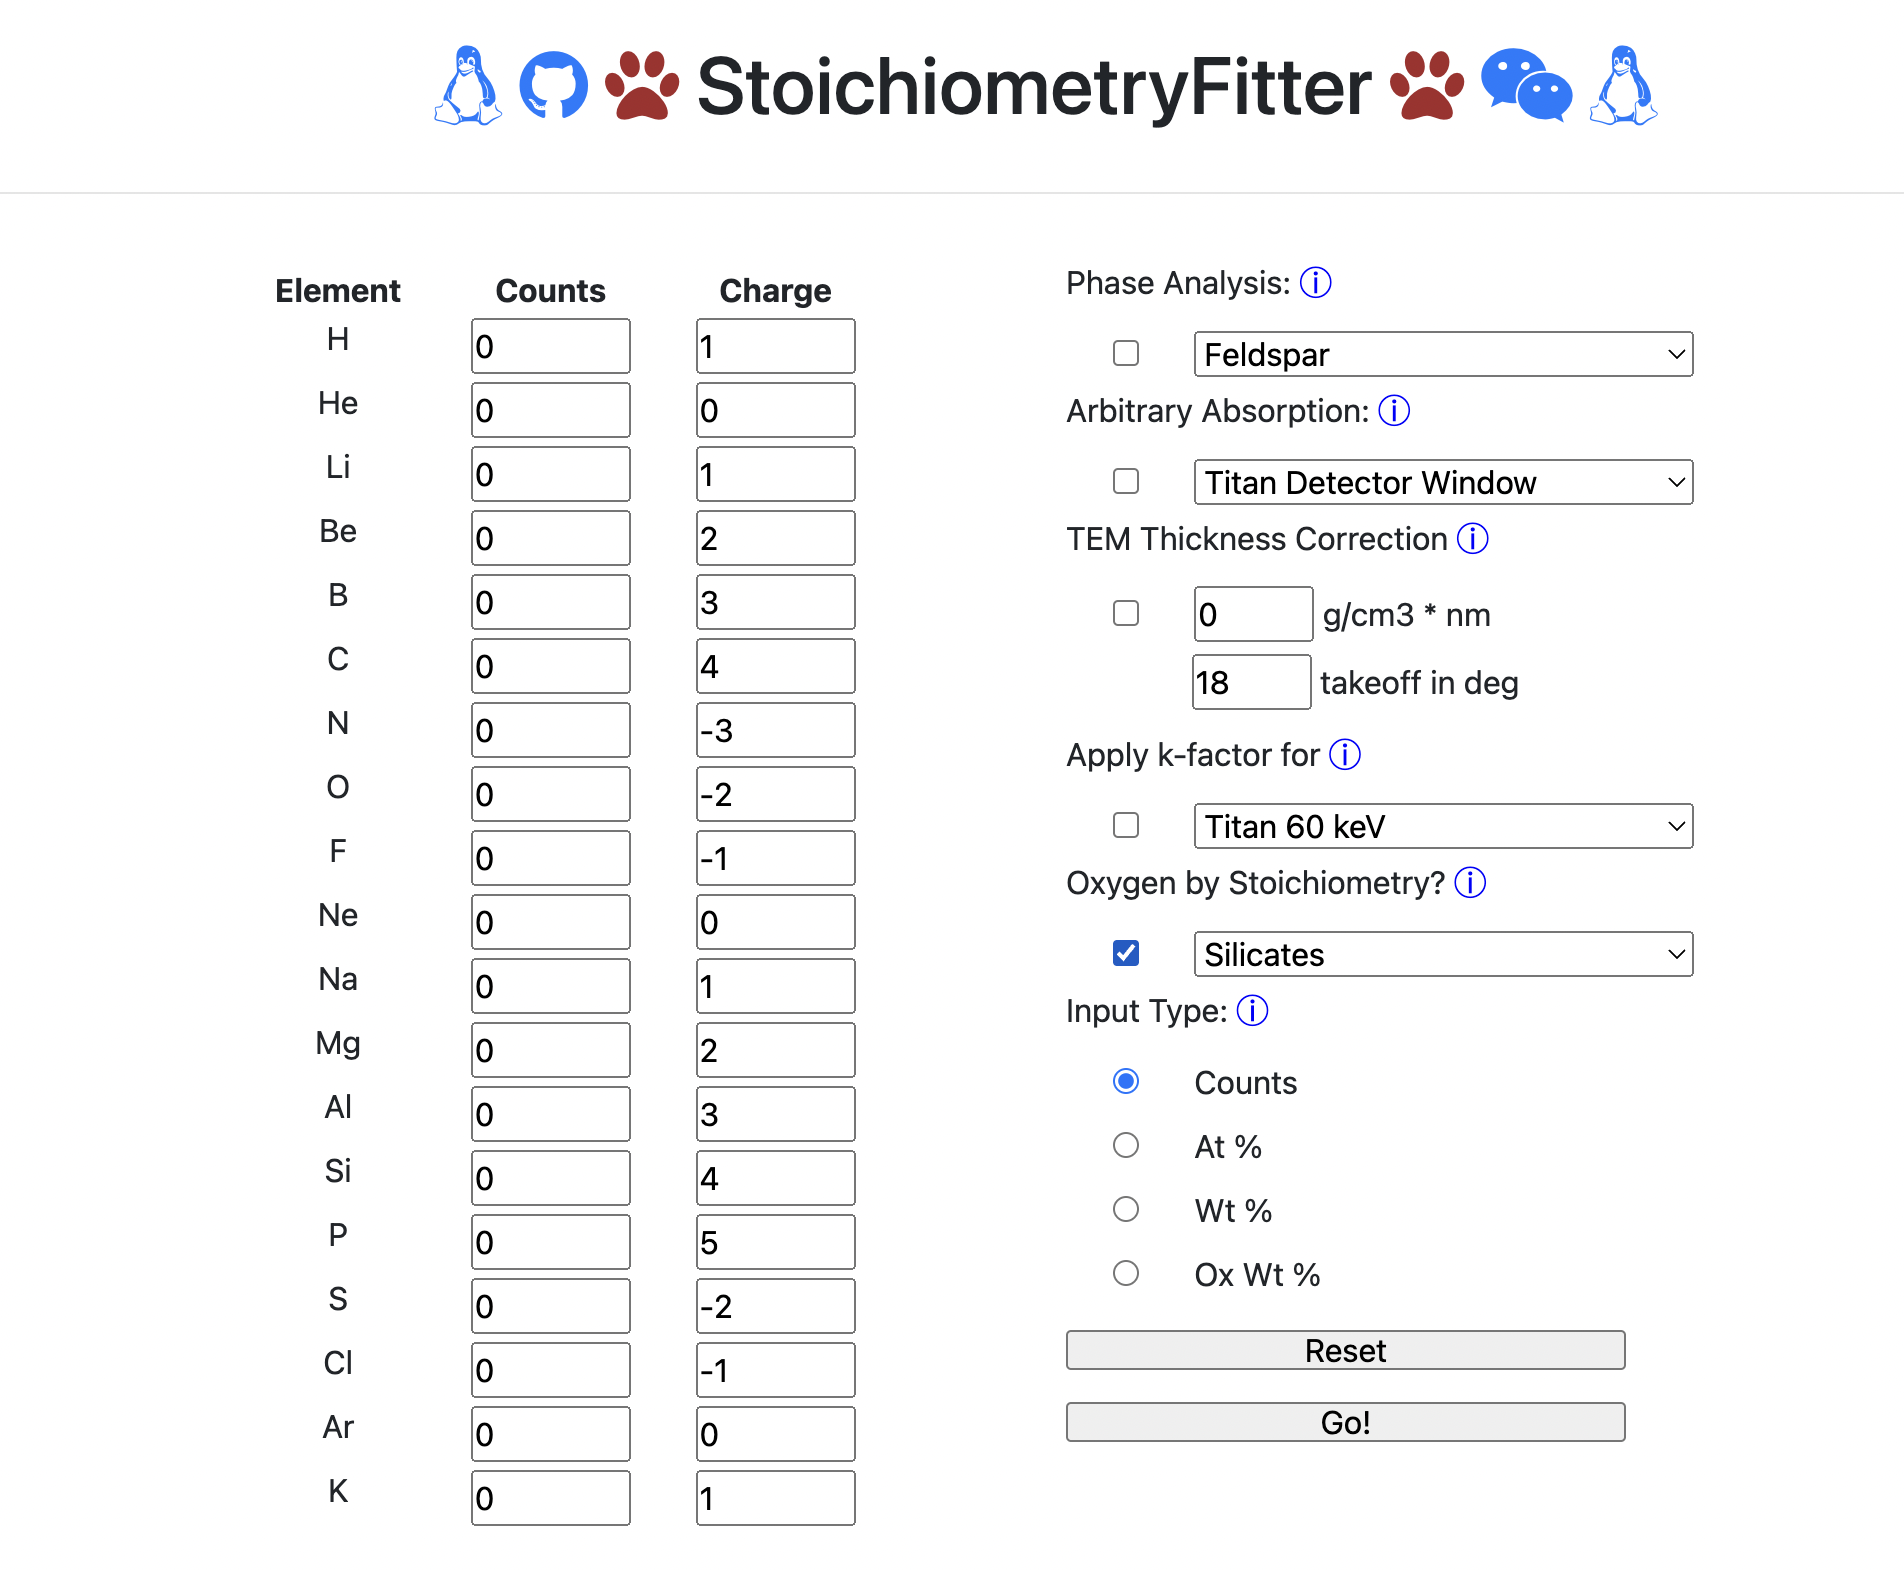 StoichiometryFitter
Element Counts Charge
H 0 1
He 0 0
Li 0 1
Be 0 2
B 0 3
C 0 4
N 0 -3
O 0 -2
F 0 -1
Ne 0 0
Na 0 1
Mg 0 2
Al 0 3
Si 0 4
P 0 5
S 0 -2
Cl 0 -1
Ar 0 0
K 0 1
Phase Analysis:
Feldspar
Arbitrary Absorption:
Titan Detector Window
TEM Thickness Correction
0 g/cm3 * nm
18 takeoff in deg
Apply k-factor for
Titan 60 keV
Oxygen by Stoichiometry?
Silicates
Input Type:
Counts
At %
Wt %
Ox Wt %
Reset
Go!